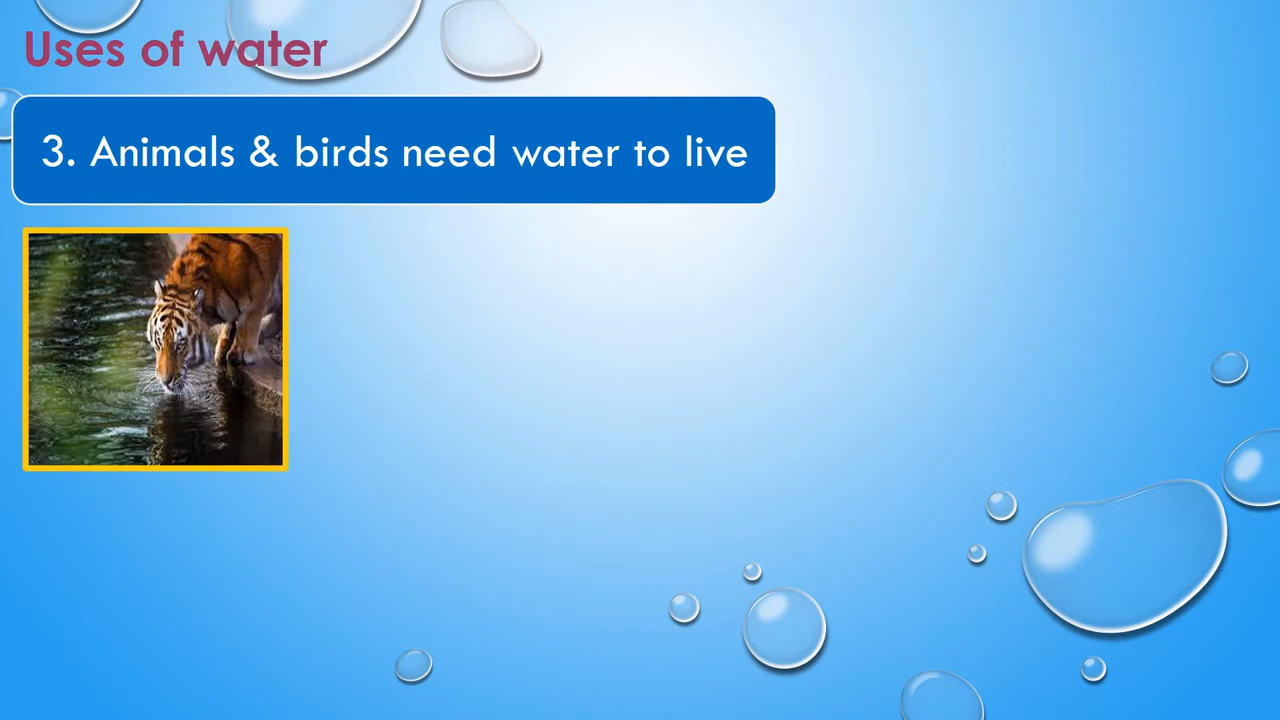 Uses of water
3. Animals & birds need water to live